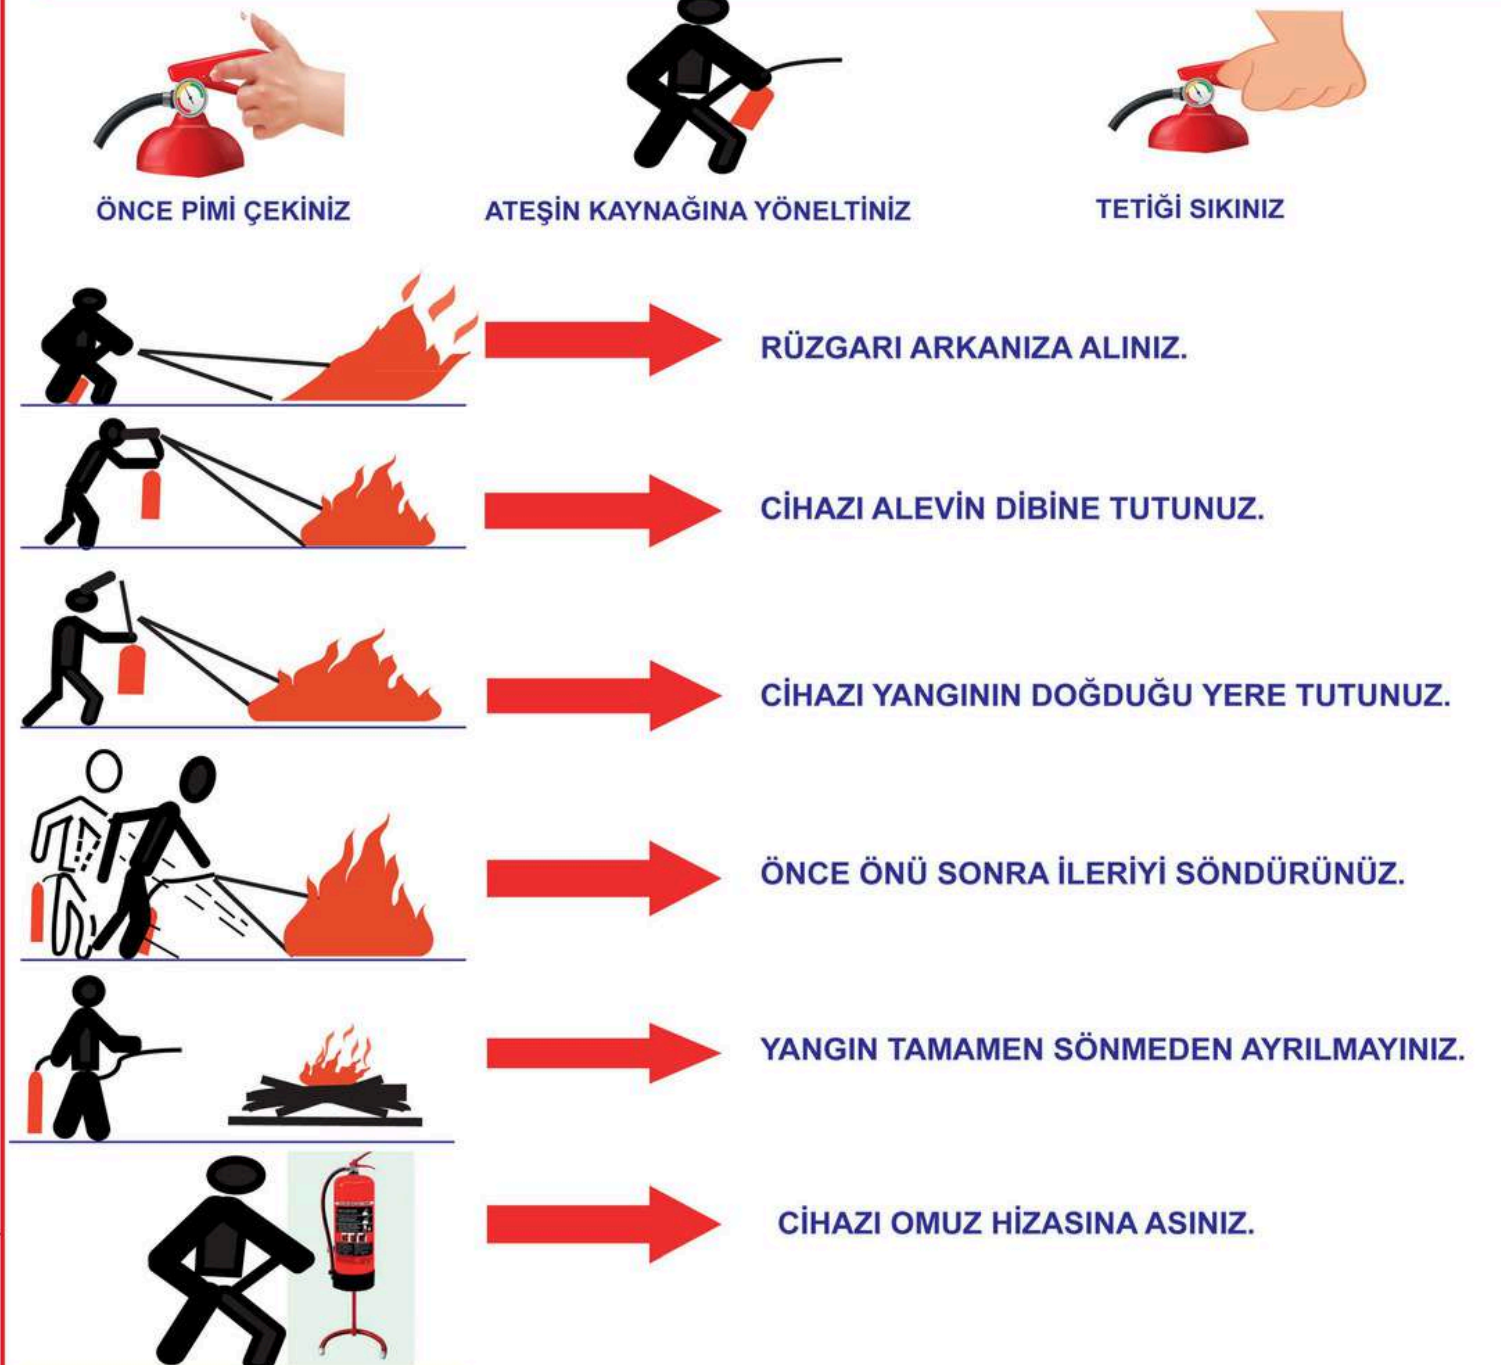 ÖNCE PİMİ ÇEKİNİZ
ATEŞİN KAYNAĞINA YÖNELTİNİZ
TETİĞİ SIKINIZ
RÜZGARI ARKANIZA ALINIZ.
CİHAZI ALEVİN DİBİNE TUTUNUZ.
CİHAZI YANGININ DOĞDUĞU YERE TUTUNUZ.
ÖNCE ÖNÜ SONRA İLERİYİ SÖNDÜRÜNÜZ.
YANGIN TAMAMEN SÖNMEDEN AYRILMAYINIZ.
CİHAZI OMUZ HİZASINA ASINIZ.